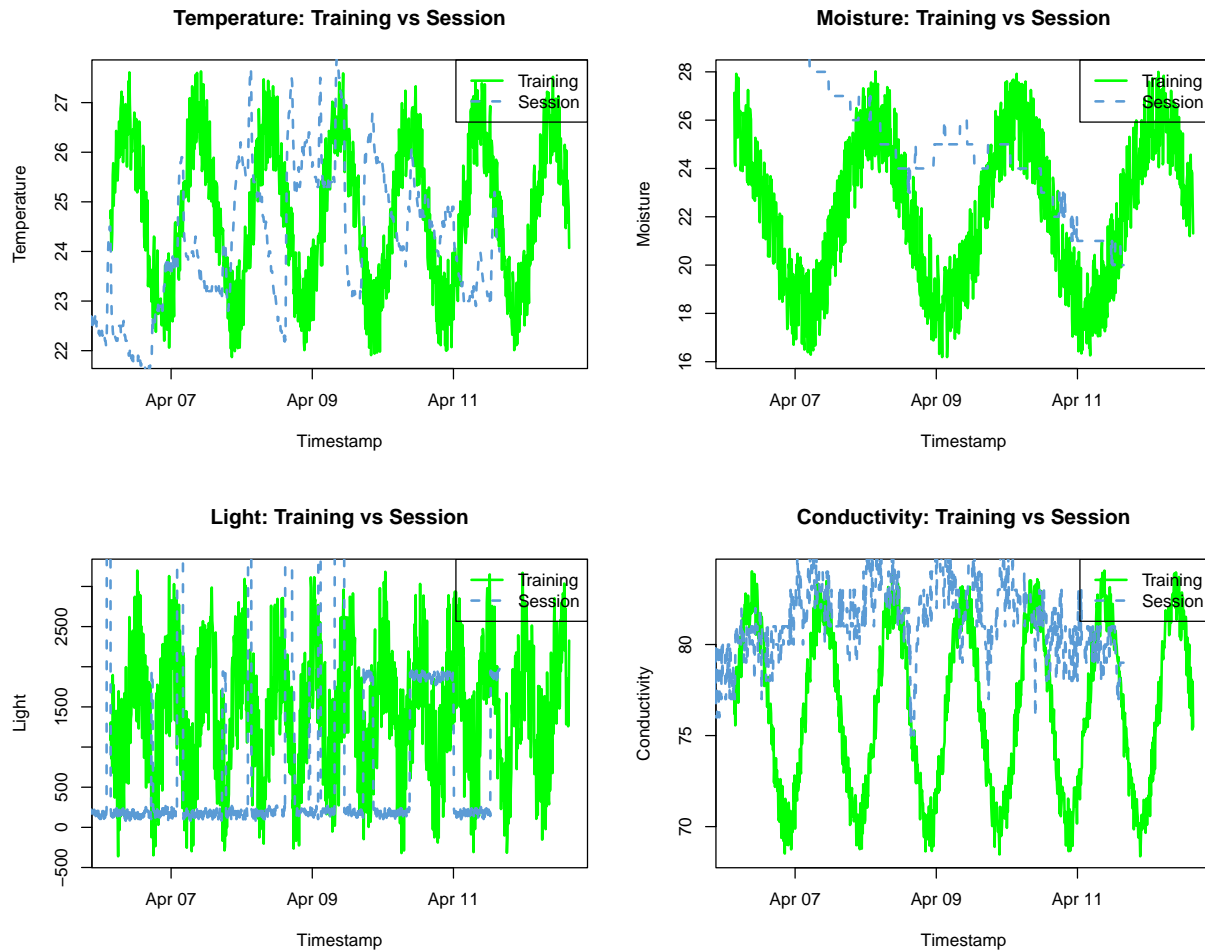 Temperature: Training vs Session
Temperature
27
26
25
24
23
22
Training
Session
Apr 07
Apr 09
Apr 11
Timestamp
Moisture: Training vs Session
Moisture
28
26
24
22
20
18
16
Training
Session
Apr 07
Apr 09
Apr 11
Timestamp
Light: Training vs Session
Light
2500
1500
500
0
−500
Training
Session
Apr 07
Apr 09
Apr 11
Timestamp
Conductivity: Training vs Session
Conductivity
80
75
70
Training
Session
Apr 07
Apr 09
Apr 11
Timestamp